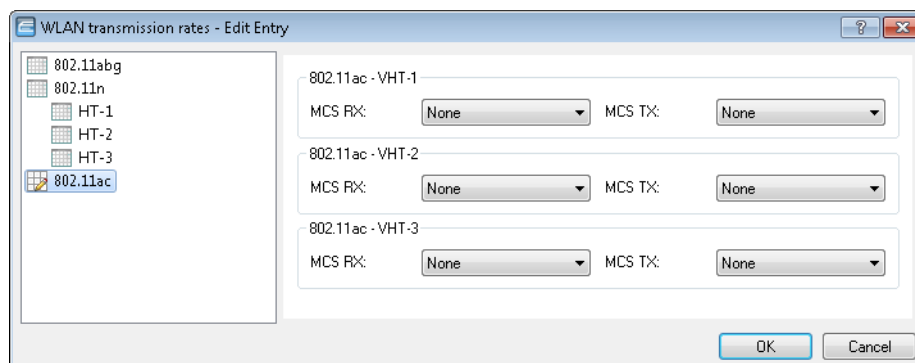 WLAN transmission rates - Edit Entry
802.11abg
802.11n
HT-1
HT-2
HT-3
802.11ac
802.11ac - VHT-1
MCS RX: None MCS TX: None
802.11ac - VHT-2
MCS RX: None MCS TX: None
802.11ac - VHT-3
MCS RX: None MCS TX: None
OK Cancel